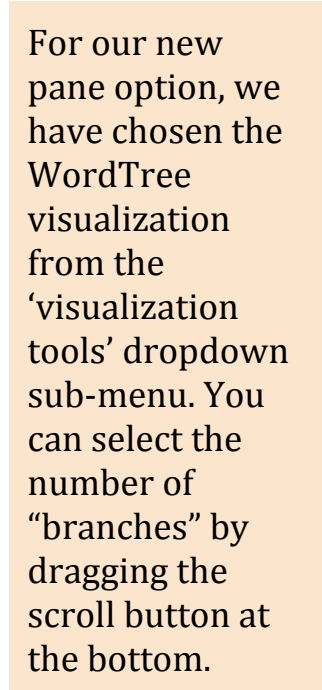 For our new
pane option, we
have chosen the
WordTree
visualization
from the
‘visualization
tools’ dropdown
sub-menu. You
can select the
number of
“branches” by
dragging the
scroll button at
the bottom.